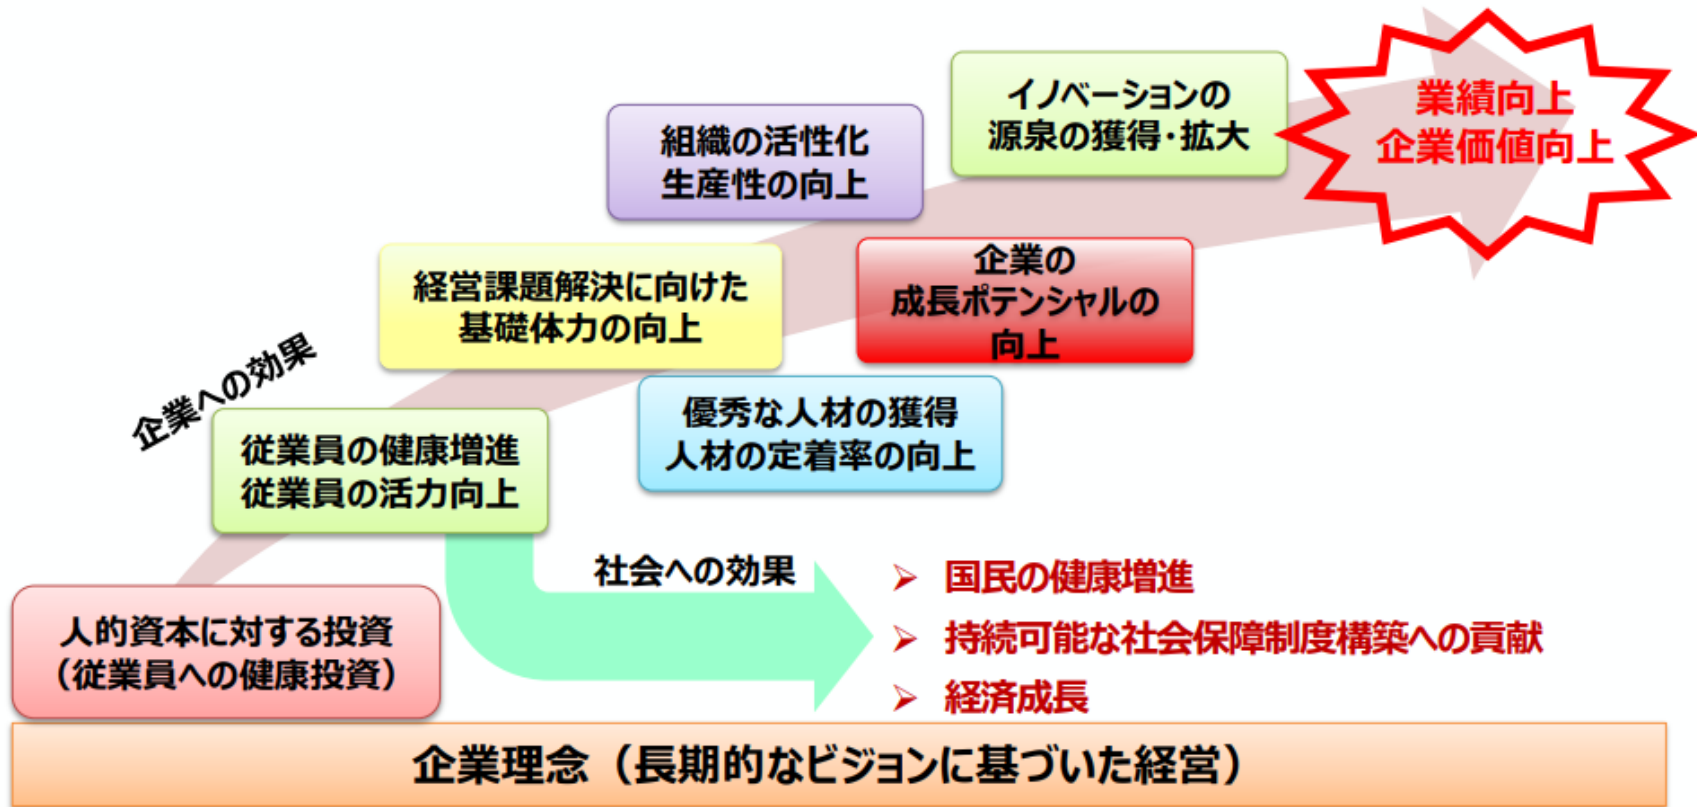 イノベーションの
源泉の獲得・拡大
業績向上
企業価値向上
組織の活性化
生産性の向上
経営課題解決に向けた
基礎体力の向上
企業の
成長ポテンシャルの
向上
企業への効果
従業員の健康増進
従業員の活力向上
優秀な人材の獲得
人材の定着率の向上
人的資本に対する投資
（従業員への健康投資）
社会への効果
➢ 国民の健康増進
➢ 持続可能な社会保障制度構築への貢献
➢ 経済成長
企業理念（長期的なビジョンに基づいた経営）